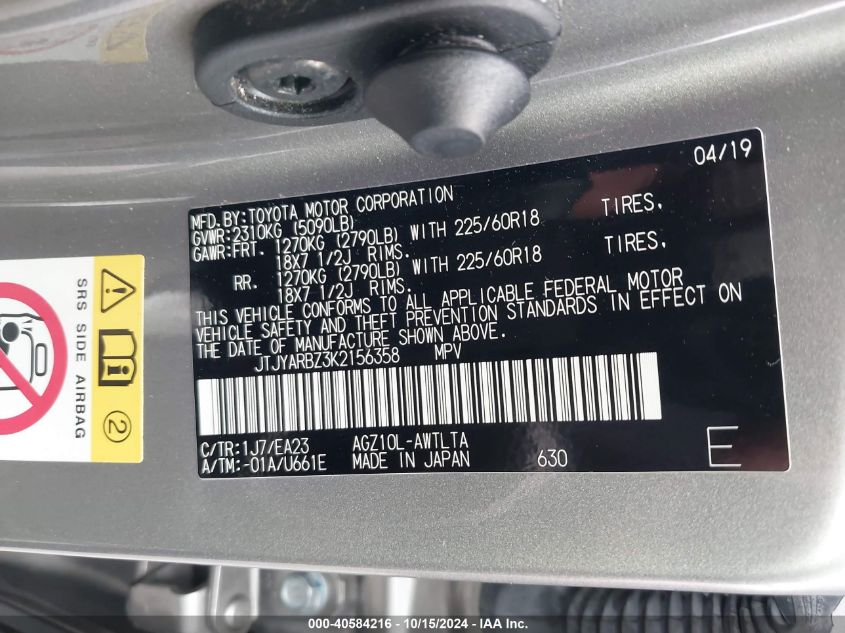 04/19
MFD.BY:TOYOTA MOTOR CORPORATION
GVWR:2310KG (5090LB)
GAWR:FRT. 1270KG (2790LB) WITH 225/60R18 TIRES,
18X7 1/2J RIMS.
RR. 1270KG (2790LB) WITH 225/60R18 TIRES,
18X7 1/2J RIMS.
THIS VEHICLE CONFORMS TO ALL APPLICABLE FEDERAL MOTOR
VEHICLE SAFETY AND THEFT PREVENTION STANDARDS IN EFFECT ON
THE DATE OF MANUFACTURE SHOWN ABOVE.
JTJYARBZ3K2156358 MPV
C/TR:1J7/EA23 AGZ10L-AWTLTA
A/TM:-01A/U661E MADE IN JAPAN 630 E
SRS SIDE AIRBAG
2
000-40584216 - 10/15/2024 - IAA Inc.